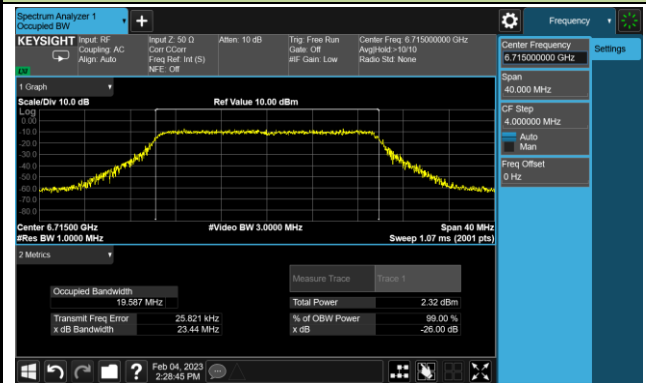 Spectrum Analyzer 1
Occupied BW
Frequency
KEYSIGHT
Input: RF
Coupling: AC
Align: Auto
Input Z: 50 Ω
Corr CCorr
Freq Ref: Int (S)
NFE: Off
Atten: 10 dB
Trig: Free Run
Gate: Off
#IF Gain: Low
Center Freq: 6.715000000 GHz
Avg|Hold:>10/10
Radio Std: None
Center Frequency
6.715000000 GHz
Settings
Span
40.000 MHz
CF Step
4.000000 MHz
Auto
Man
Freq Offset
0 Hz
1 Graph
Scale/Div 10.0 dB
Ref Value 10.00 dBm
Log
0.00
-10.0
-20.0
-30.0
-40.0
-50.0
-60.0
-70.0
-80.0
Center 6.71500 GHz
#Video BW 3.0000 MHz
Span 40 MHz
#Res BW 1.0000 MHz
Sweep 1.07 ms (2001 pts)
2 Metrics
Measure Trace
Trace 1
Occupied Bandwidth
19.587 MHz
Total Power
2.32 dBm
Transmit Freq Error
25.821 kHz
% of OBW Power
99.00 %
x dB Bandwidth
23.44 MHz
x dB
-26.00 dB
?
Feb 04, 2023
2:28:45 PM